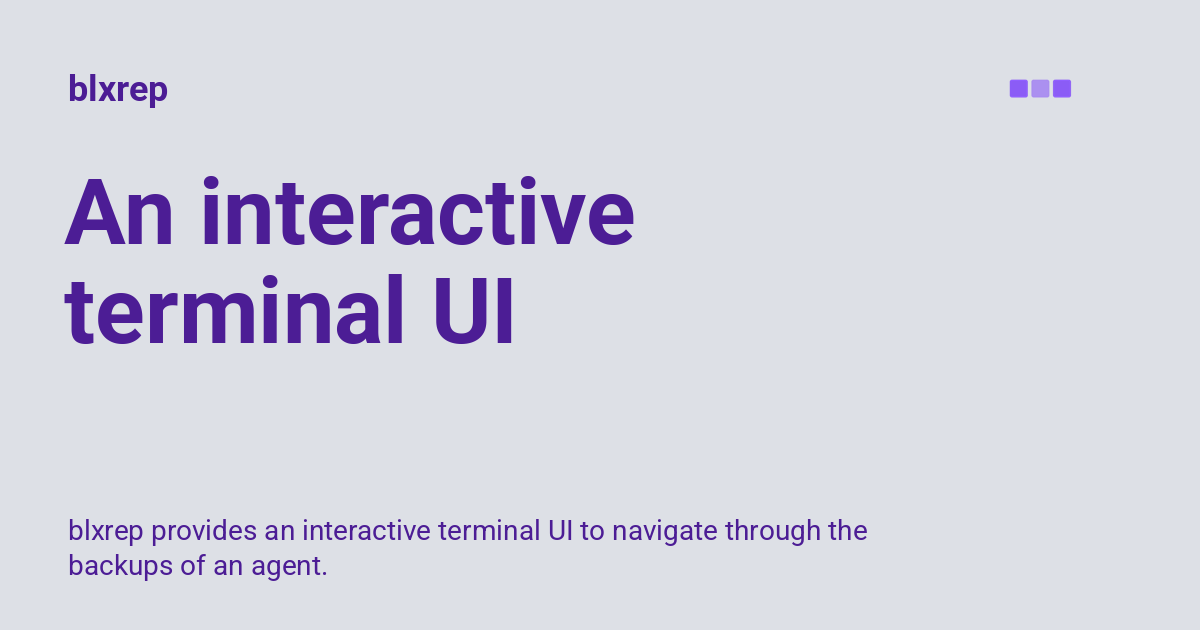 blxrep
An interactive
terminal UI
blxrep provides an interactive terminal UI to navigate through the
backups of an agent.